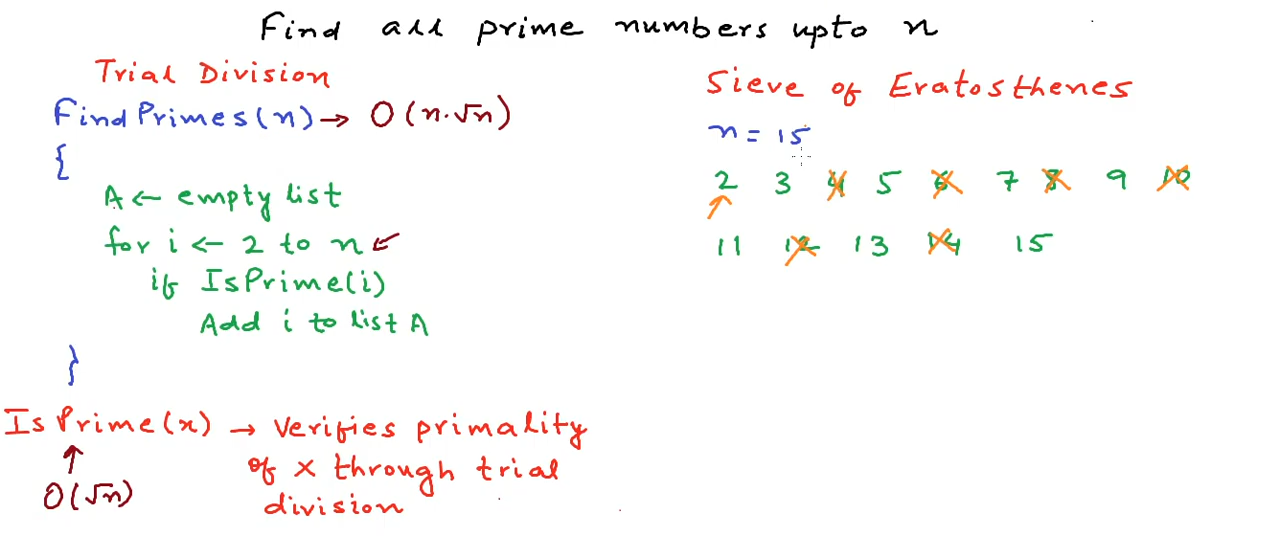 Find all prime numbers upto n
Trial Division
FindPrimes(n) → O(n·√n)
{
A ← empty list
for i ← 2 to n ↙
if IsPrime(i)
Add i to list A
}
IsPrime(x) → Verifies primality
of x through trial
division
↑
O(√n)
Sieve of Eratosthenes
n = 15
2 3 4 5 6 7 8 9 10
↑
11 12 13 14 15